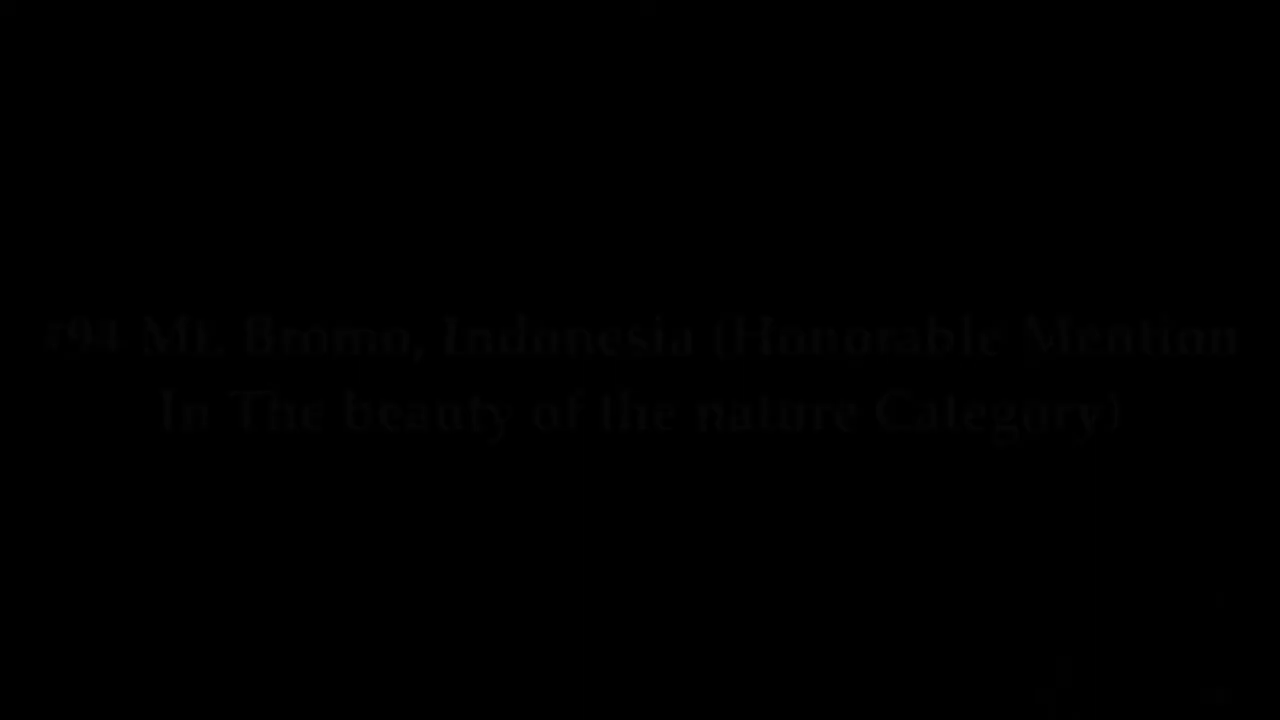 #94 Mt. Bromo, Indonesia (Honorable Mention
In The beauty of the nature Category)